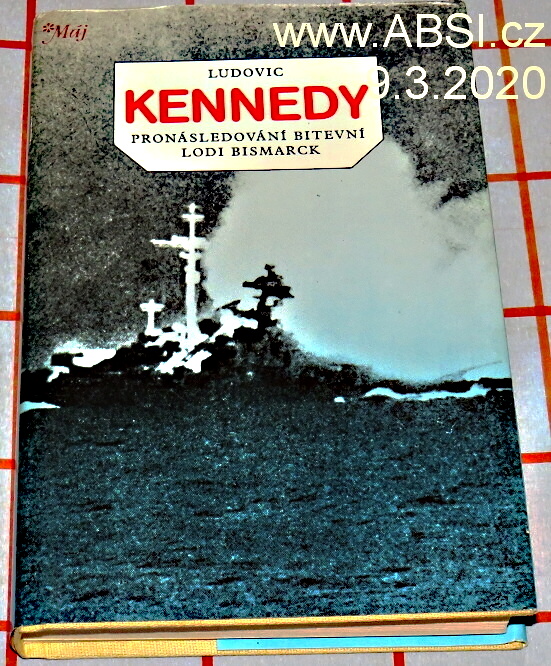 *Máj
www.ABSI.cz
9.3.2020
LUDOVIC
KENNEDY
PRONÁSLEDOVÁNÍ BITEVNÍ
LODI BISMARCK